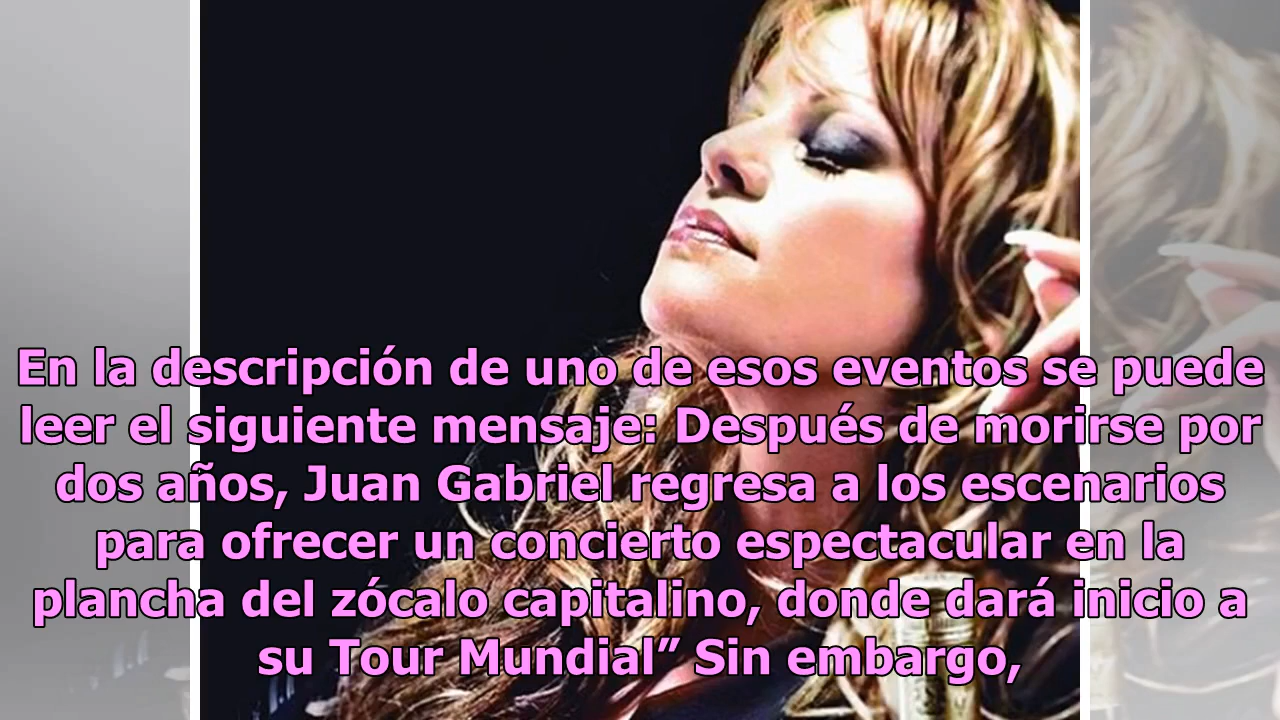 En la descripción de uno de esos eventos se puede
leer el siguiente mensaje: Después de morirse por
dos años, Juan Gabriel regresa a los escenarios
para ofrecer un concierto espectacular en la
plancha del zócalo capitalino, donde dará inicio a
su Tour Mundial” Sin embargo,